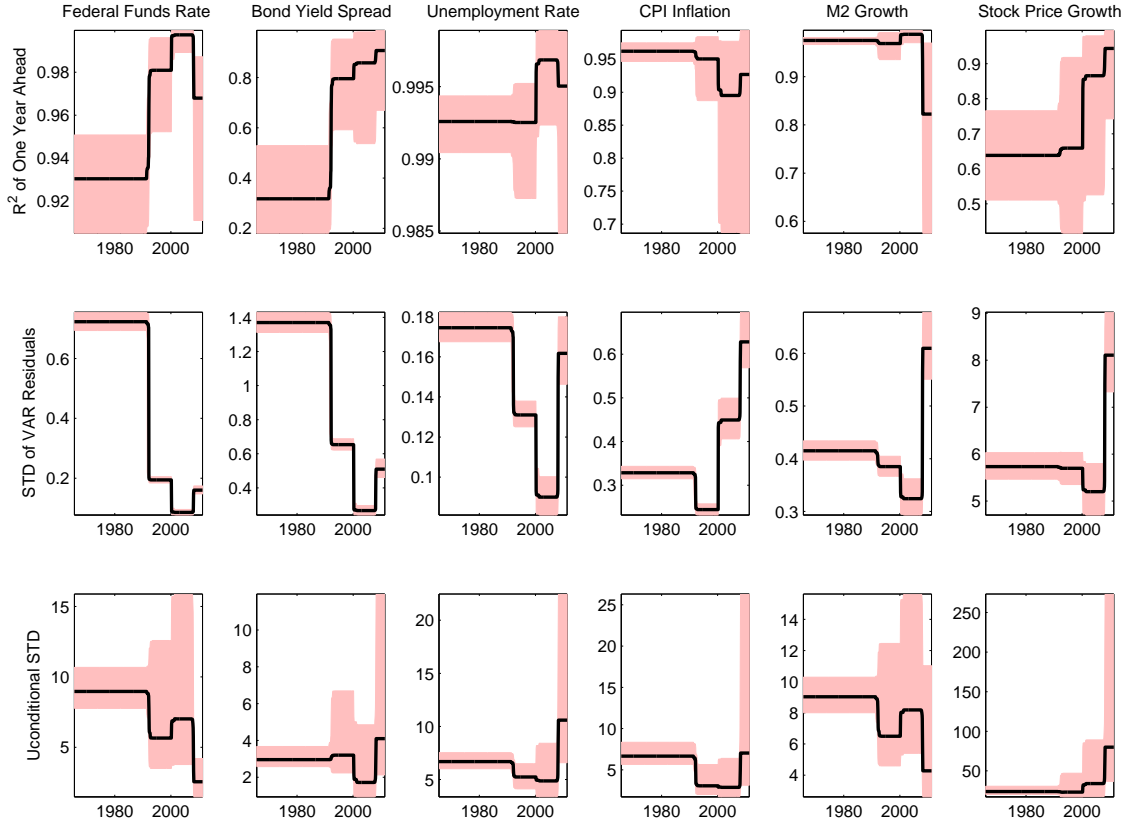 Federal Funds Rate Bond Yield Spread Unemployment Rate CPI Inflation M2 Growth Stock Price Growth
R² of One Year Ahead
0.98 0.96 0.94 0.92
0.8 0.6 0.4 0.2
0.995 0.99 0.985
0.95 0.9 0.85 0.8 0.75 0.7
0.9 0.8 0.7 0.6
0.9 0.8 0.7 0.6 0.5
1980 2000 1980 2000 1980 2000 1980 2000 1980 2000 1980 2000
STD of VAR Residuals
0.6 0.4 0.2
1.4 1.2 1 0.8 0.6 0.4
0.18 0.16 0.14 0.12 0.1
0.6 0.5 0.4 0.3
0.6 0.5 0.4 0.3
9 8 7 6 5
1980 2000 1980 2000 1980 2000 1980 2000 1980 2000 1980 2000
Uconditional STD
15 10 5
10 8 6 4 2
20 15 10 5
25 20 15 10 5
14 12 10 8 6 4
250 200 150 100 50
1980 2000 1980 2000 1980 2000 1980 2000 1980 2000 1980 2000